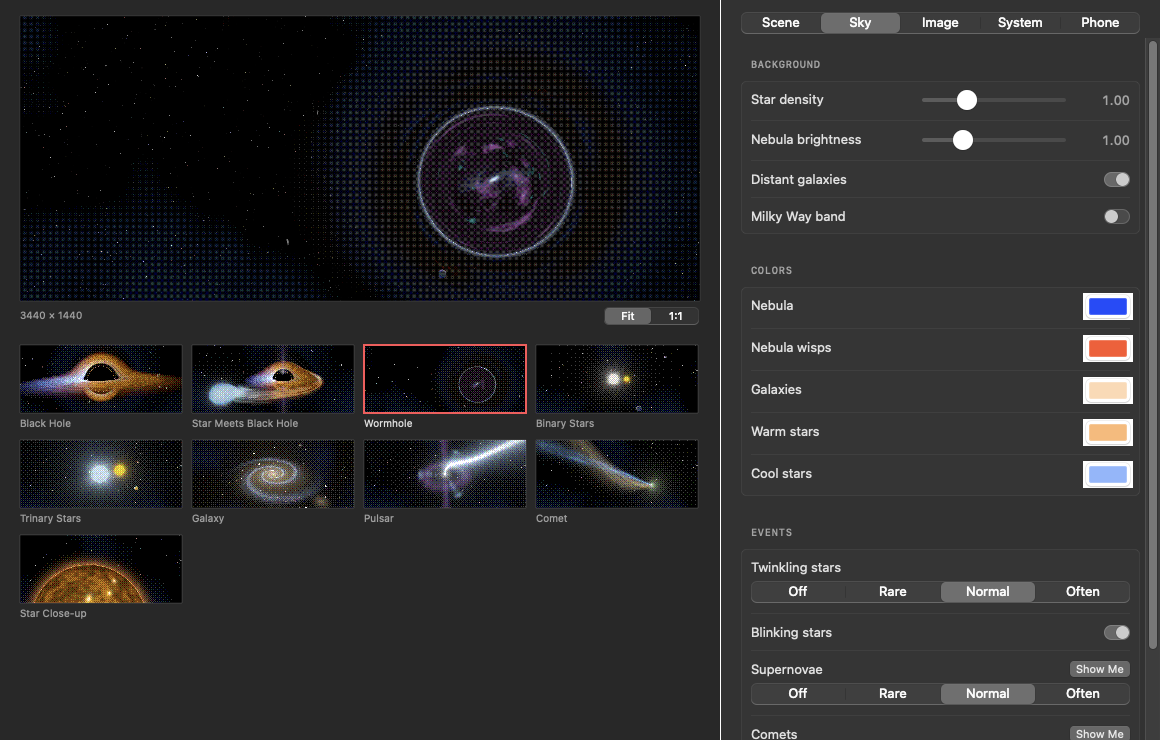 Scene Sky Image System Phone
BACKGROUND
Star density 1.00
Nebula brightness 1.00
Distant galaxies
Milky Way band
COLORS
Nebula
Nebula wisps
Galaxies
Warm stars
Cool stars
EVENTS
Twinkling stars
Off Rare Normal Often
Blinking stars
Supernovae Show Me
Off Rare Normal Often
Comets Show Me
3440 × 1440 Fit 1:1
Black Hole Star Meets Black Hole Wormhole Binary Stars
Trinary Stars Galaxy Pulsar Comet
Star Close-up